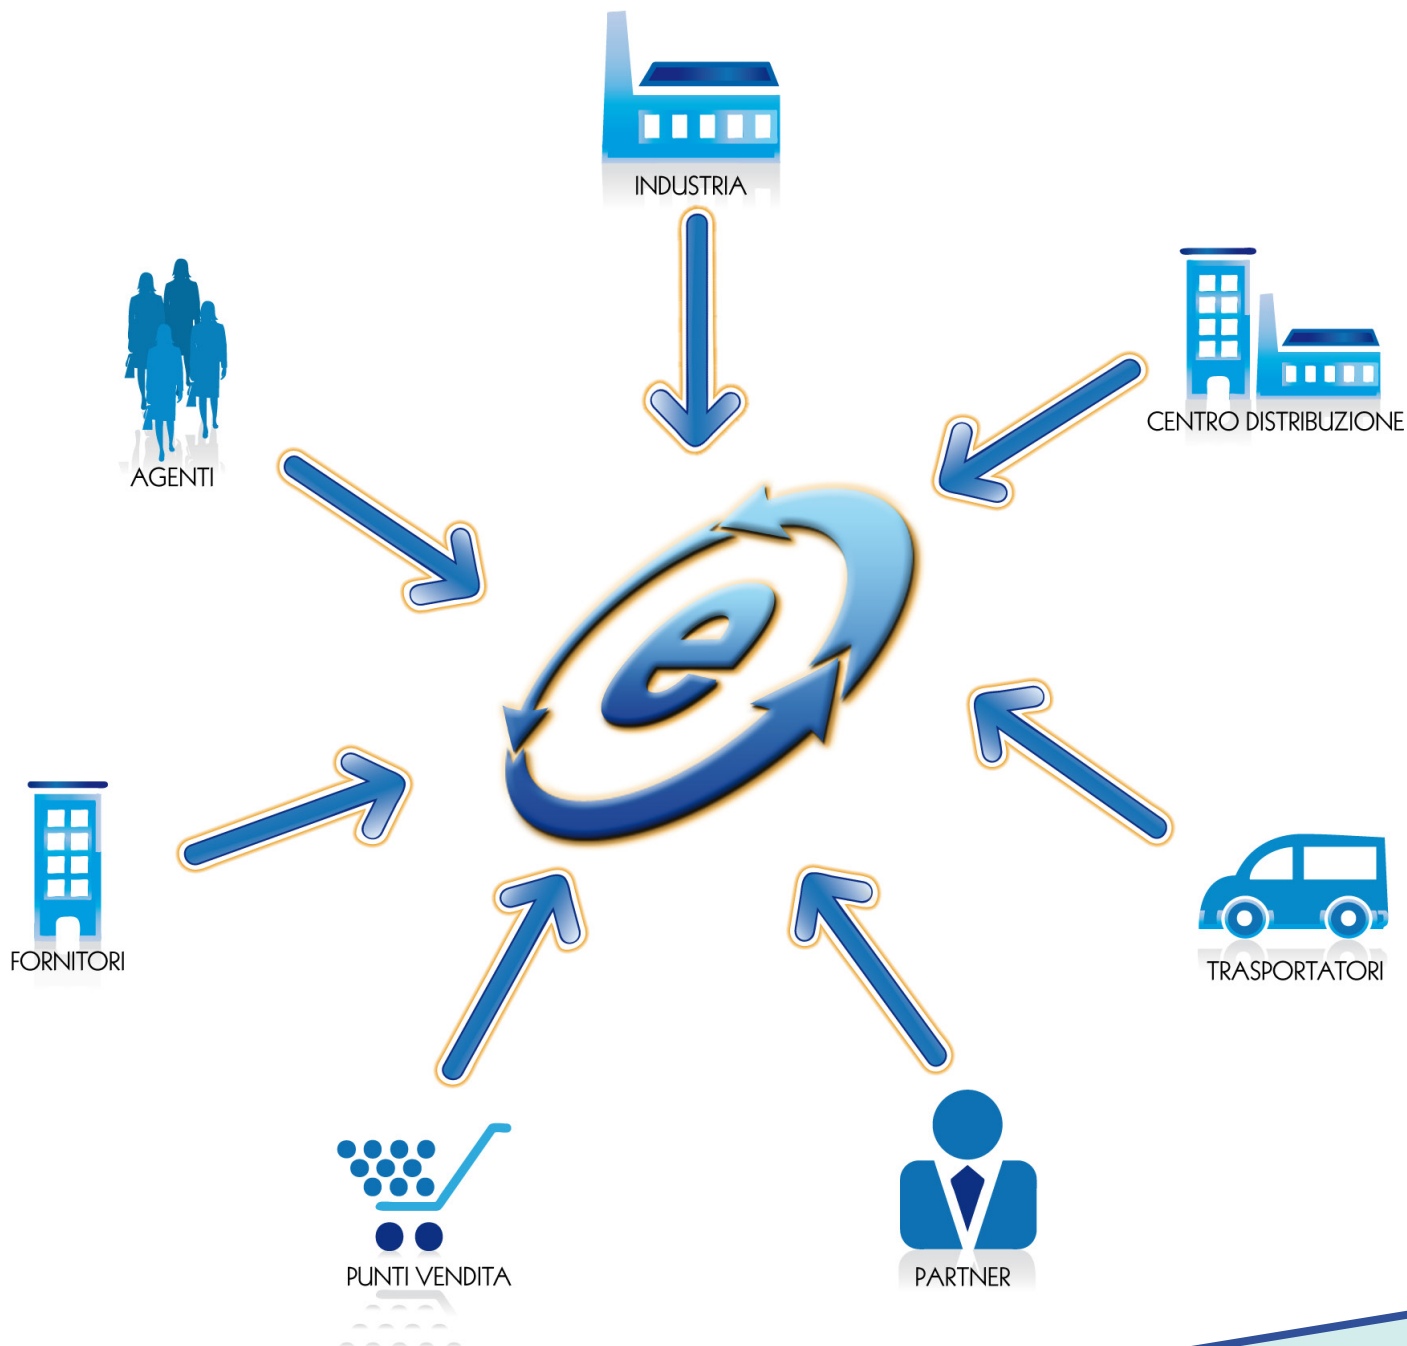 INDUSTRIA
CENTRO DISTRIBUZIONE
AGENTI
e
FORNITORI
TRASPORTATORI
PUNTI VENDITA
PARTNER